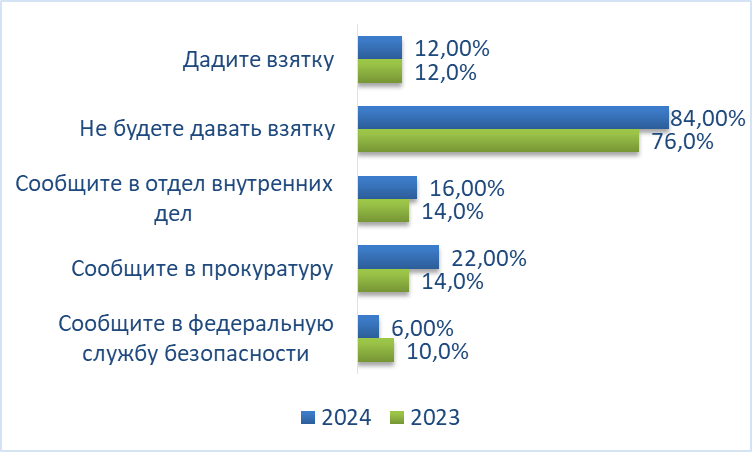 Дадите взятку
12,00%
12,0%
Не будете давать взятку
84,00%
76,0%
Сообщите в отдел внутренних
дел
16,00%
14,0%
Сообщите в прокуратуру
22,00%
14,0%
Сообщите в федеральную
службу безопасности
6,00%
10,0%
2024 2023